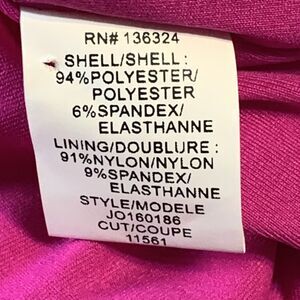 RN# 136324
SHELL/SHELL :
94%POLYESTER/
POLYESTER
6%SPANDEX/
ELASTHANNE
LINING/DOUBLURE :
91%NYLON/NYLON
9%SPANDEX/
ELASTHANNE
STYLE/MODELE
JO160186
CUT/COUPE
11561